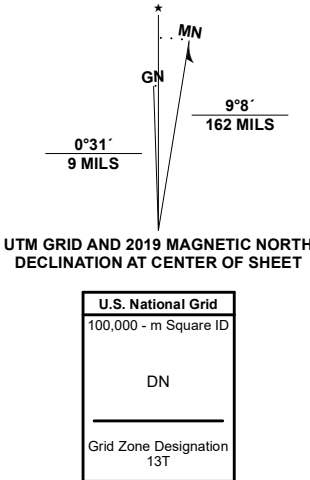 ★
MN
GN
9°8´
162 MILS
0°31´
9 MILS
UTM GRID AND 2019 MAGNETIC NORTH
DECLINATION AT CENTER OF SHEET
U.S. National Grid
100,000 - m Square ID
DN
Grid Zone Designation
13T